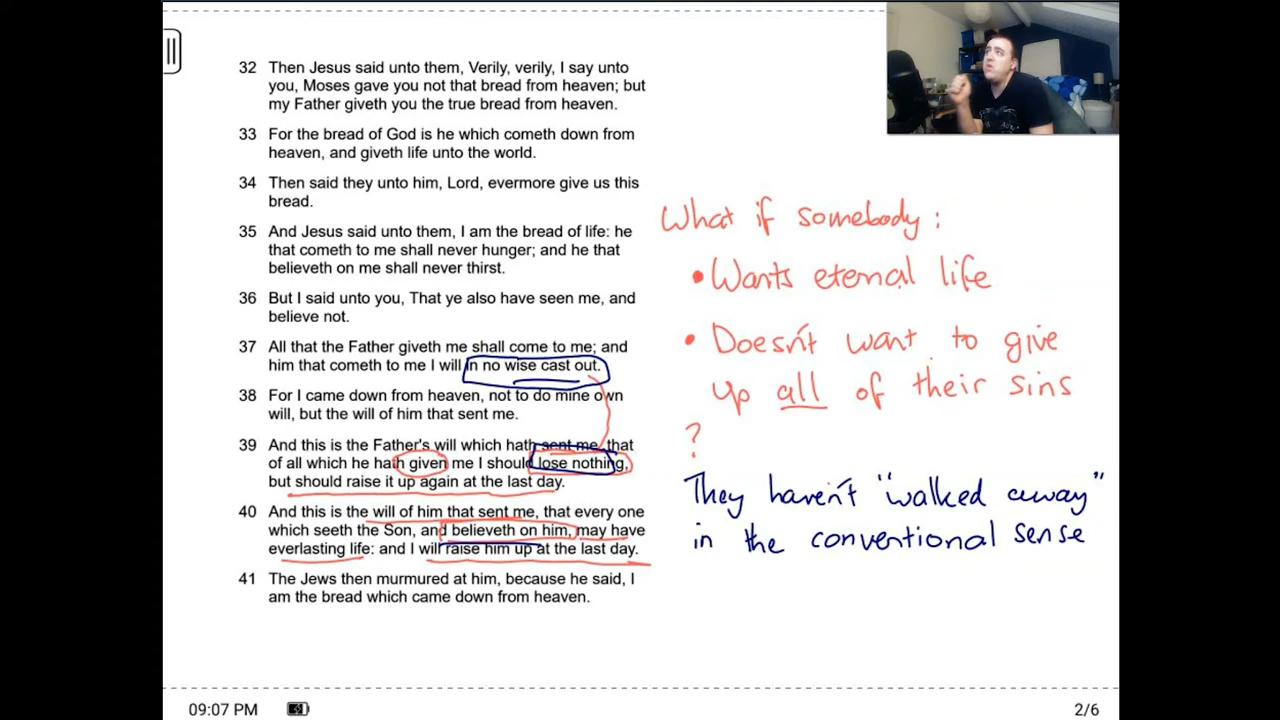 32 Then Jesus said unto them, Verily, verily, I say unto
you, Moses gave you not that bread from heaven; but
my Father giveth you the true bread from heaven.
33 For the bread of God is he which cometh down from
heaven, and giveth life unto the world.
34 Then said they unto him, Lord, evermore give us this
bread.
35 And Jesus said unto them, I am the bread of life: he
that cometh to me shall never hunger; and he that
believeth on me shall never thirst.
36 But I said unto you, That ye also have seen me, and
believe not.
37 All that the Father giveth me shall come to me; and
him that cometh to me I will in no wise cast out.
38 For I came down from heaven, not to do mine own
will, but the will of him that sent me.
39 And this is the Father's will which hath sent me, that
of all which he hath given me I should lose nothing,
but should raise it up again at the last day.
40 And this is the will of him that sent me, that every one
which seeth the Son, and believeth on him, may have
everlasting life: and I will raise him up at the last day.
41 The Jews then murmured at him, because he said, I
am the bread which came down from heaven.
What if somebody:
• Wants eternal life
• Doesn't want to give
up all of their sins
?
They haven't "walked away"
in the conventional sense
09:07 PM
2/6